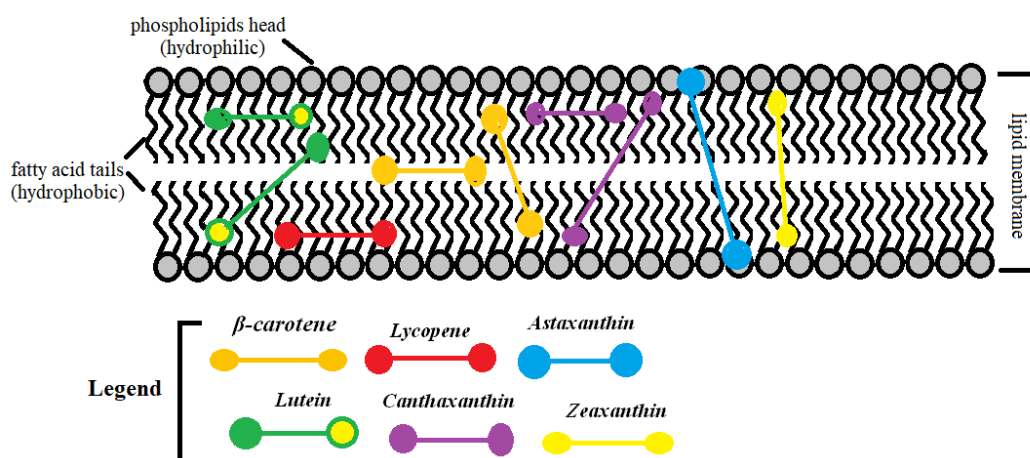 phospholipids head
(hydrophilic)
fatty acid tails
(hydrophobic)
lipid membrane
Legend
β-carotene
Lycopene
Astaxanthin
Lutein
Canthaxanthin
Zeaxanthin